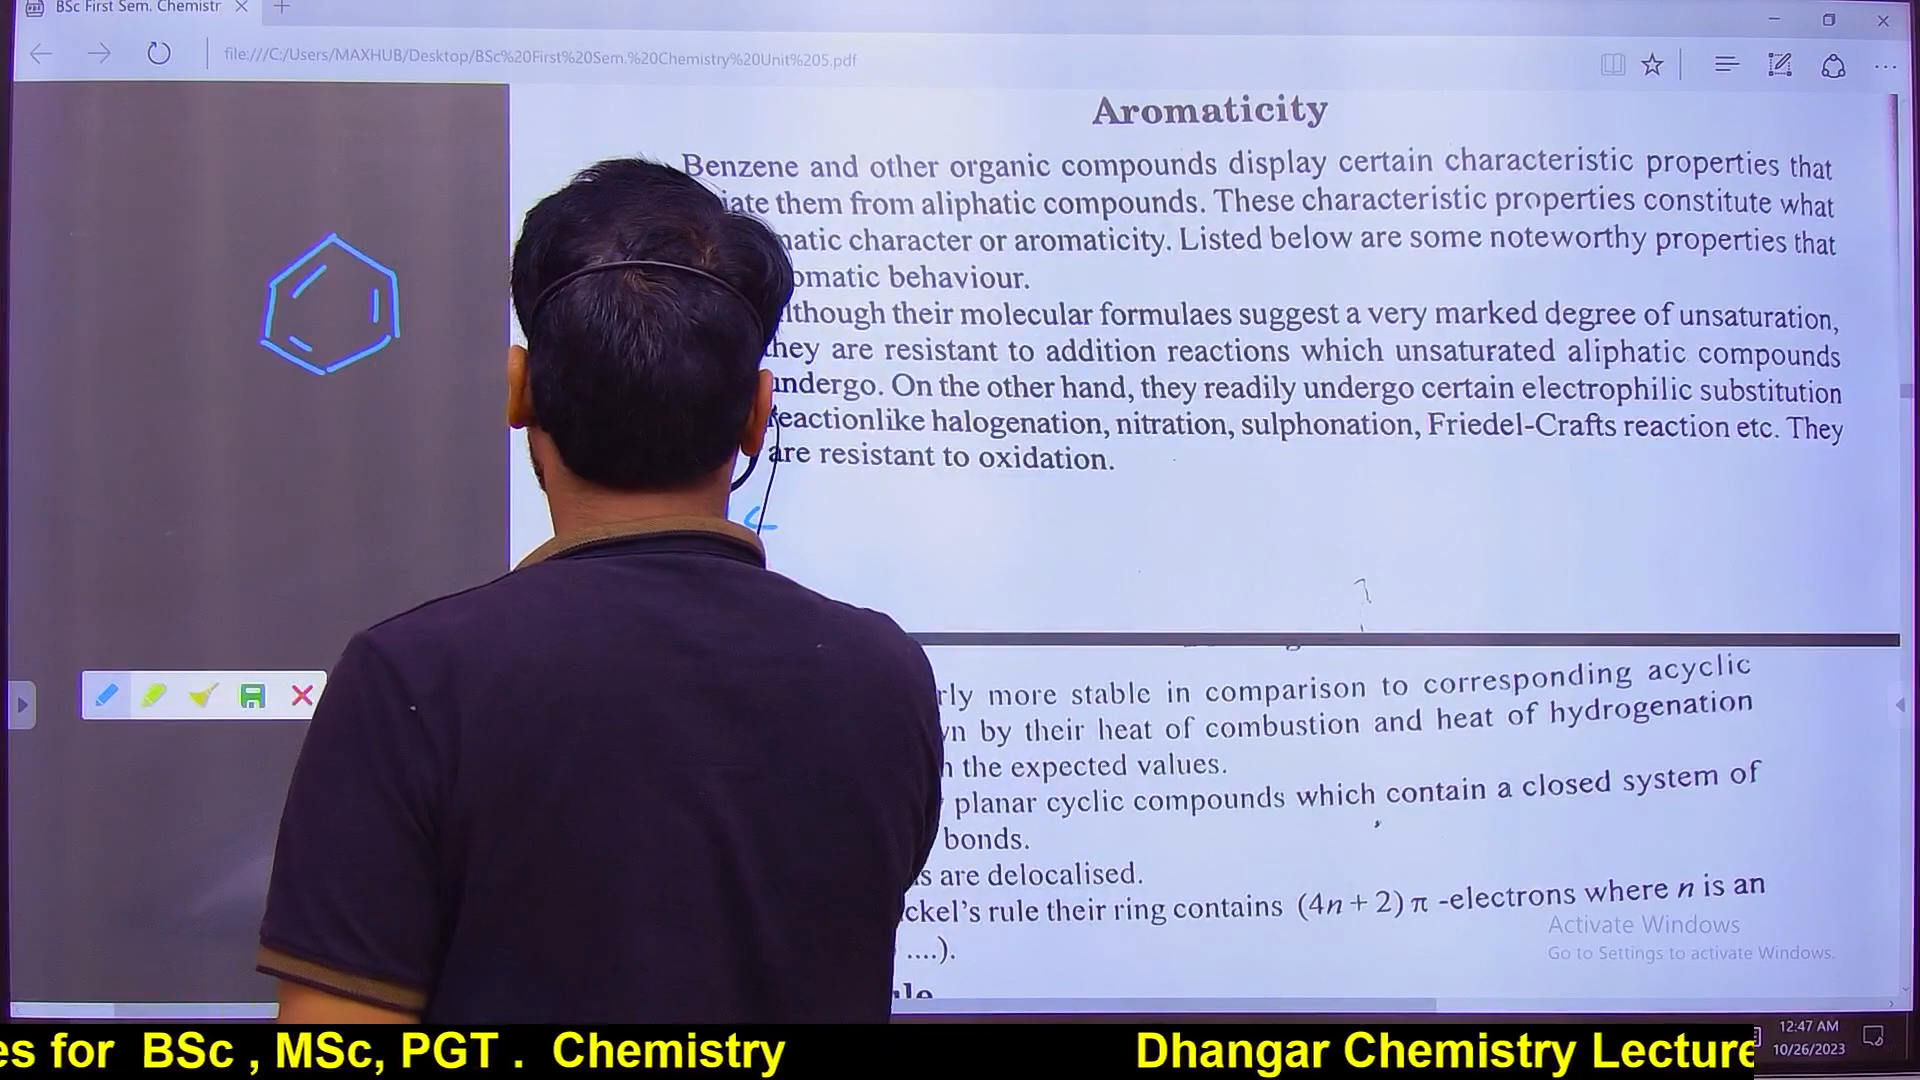 BSc First Sem. Chemistr
file:///C:/Users/MAXHUB/Desktop/BSc%20First%20Sem.%20Chemistry%20Unit%205.pdf
Aromaticity
Benzene and other organic compounds display certain characteristic properties that
iate them from aliphatic compounds. These characteristic properties constitute what
natic character or aromaticity. Listed below are some noteworthy properties that
omatic behaviour.
lthough their molecular formulaes suggest a very marked degree of unsaturation,
they are resistant to addition reactions which unsaturated aliphatic compounds
undergo. On the other hand, they readily undergo certain electrophilic substitution
reactionlike halogenation, nitration, sulphonation, Friedel-Crafts reaction etc. They
are resistant to oxidation.
rly more stable in comparison to corresponding acyclic
n by their heat of combustion and heat of hydrogenation
the expected values.
planar cyclic compounds which contain a closed system of
bonds.
s are delocalised.
ckel's rule their ring contains (4n + 2) π -electrons where n is an
....).
Activate Windows
Go to Settings to activate Windows.
12:47 AM
10/26/2023
es for BSc , MSc, PGT . Chemistry
Dhangar Chemistry Lecture